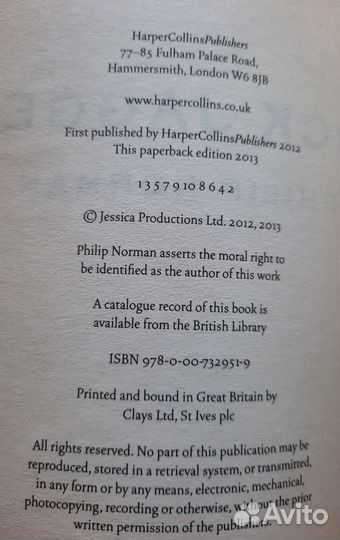 HarperCollinsPublishers
77–85 Fulham Palace Road,
Hammersmith, London W6 8JB
www.harpercollins.co.uk
First published by HarperCollinsPublishers 2012
This paperback edition 2013
1 3 5 7 9 10 8 6 4 2
© Jessica Productions Ltd. 2012, 2013
Philip Norman asserts the moral right to
be identified as the author of this work
A catalogue record of this book is
available from the British Library
ISBN 978-0-00-732951-9
Printed and bound in Great Britain by
Clays Ltd, St Ives plc
All rights reserved. No part of this publication may be
reproduced, stored in a retrieval system, or transmitted,
in any form or by any means, electronic, mechanical,
photocopying, recording or otherwise, without the prior
written permission of the publishers.
Avito